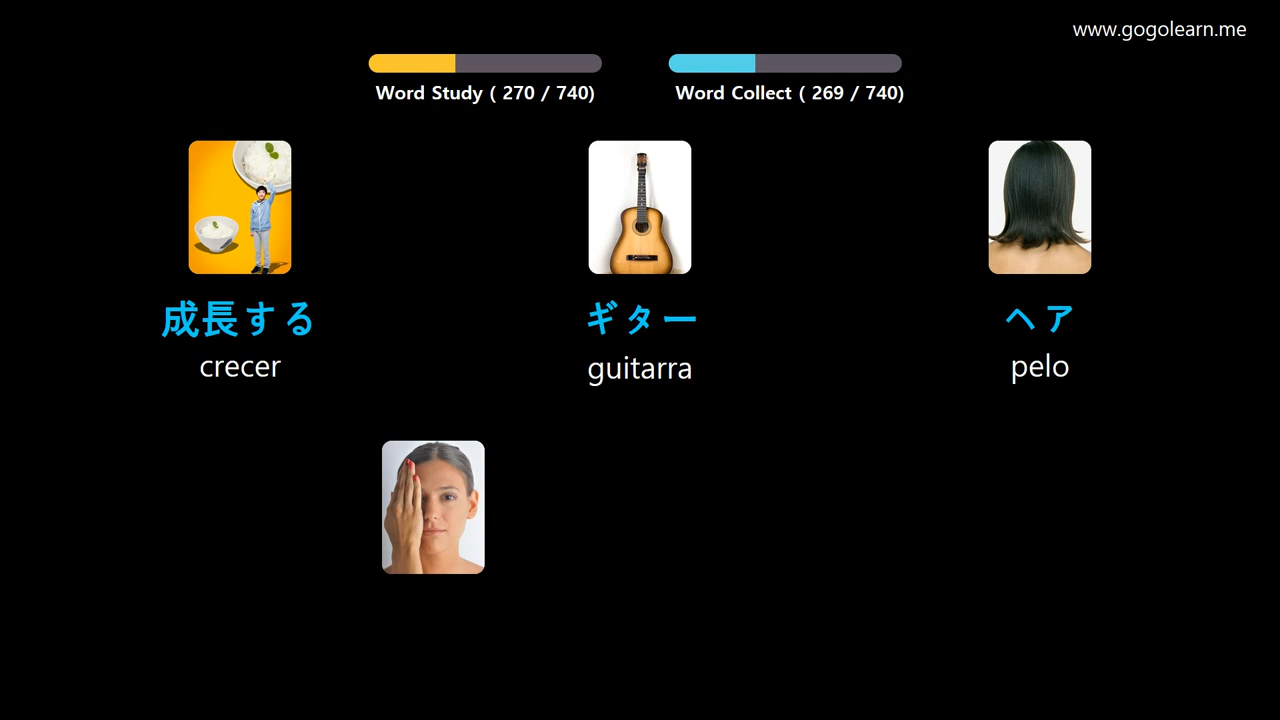 www.gogolearn.me
Word Study ( 270 / 740)
Word Collect ( 269 / 740)
成長する
ギター
ヘア
crecer
guitarra
pelo